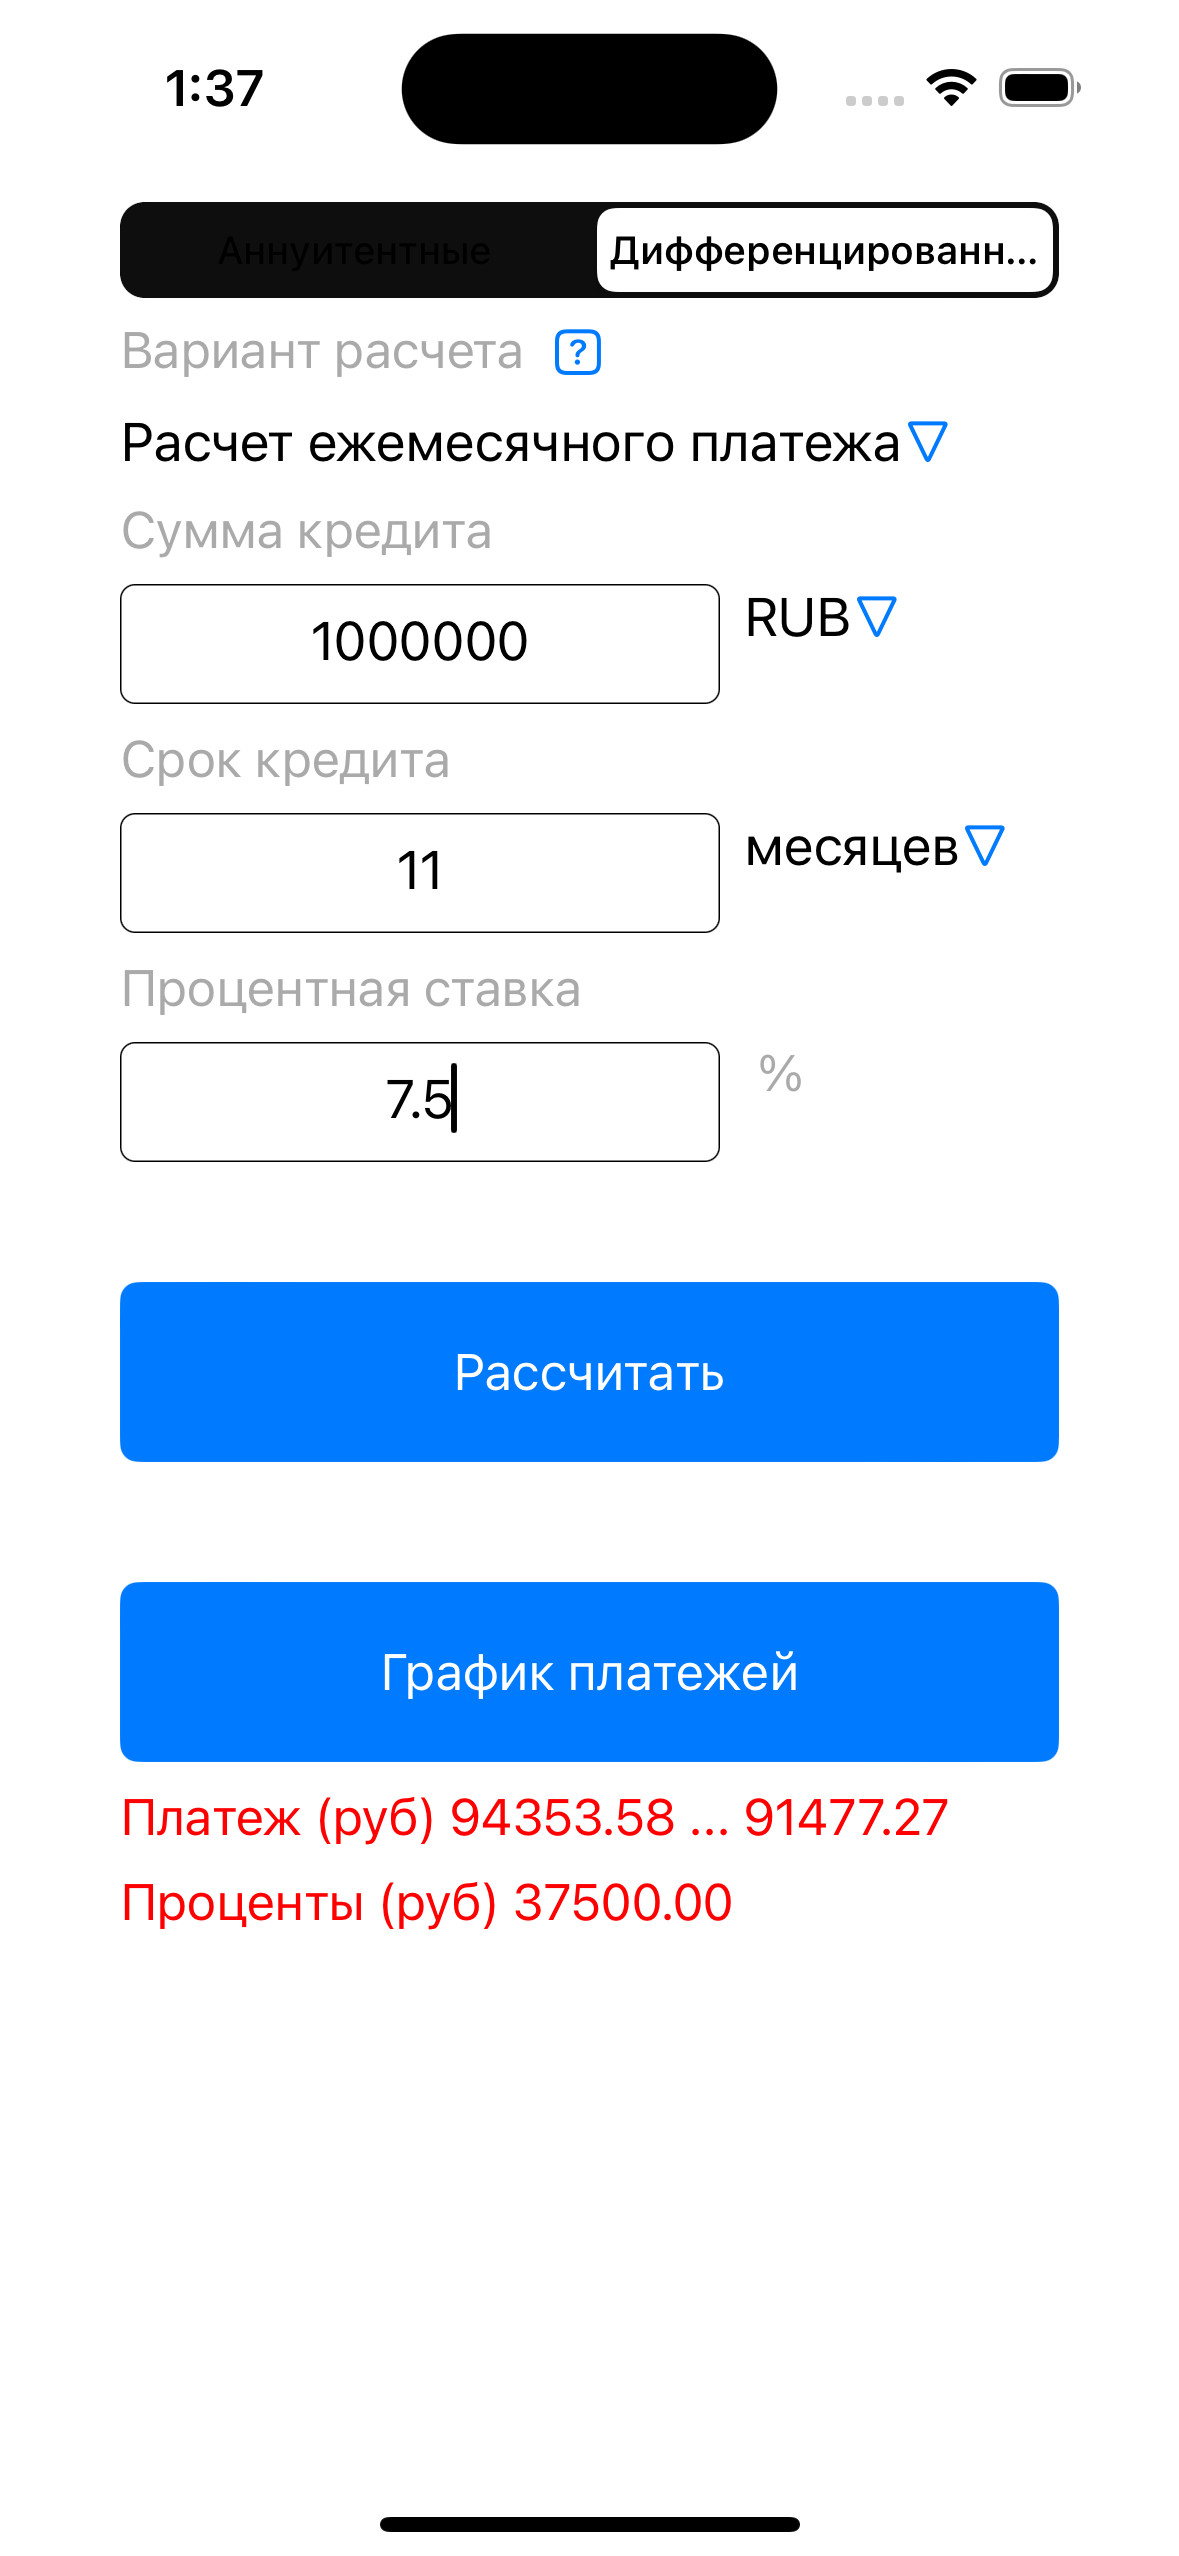 1:37
Аннуитентные
Дифференцированн...
Вариант расчета ?
Расчет ежемесячного платежа
Сумма кредита
1000000 RUB
Срок кредита
11 месяцев
Процентная ставка
7.5 %
Рассчитать
График платежей
Платеж (руб) 94353.58 ... 91477.27
Проценты (руб) 37500.00